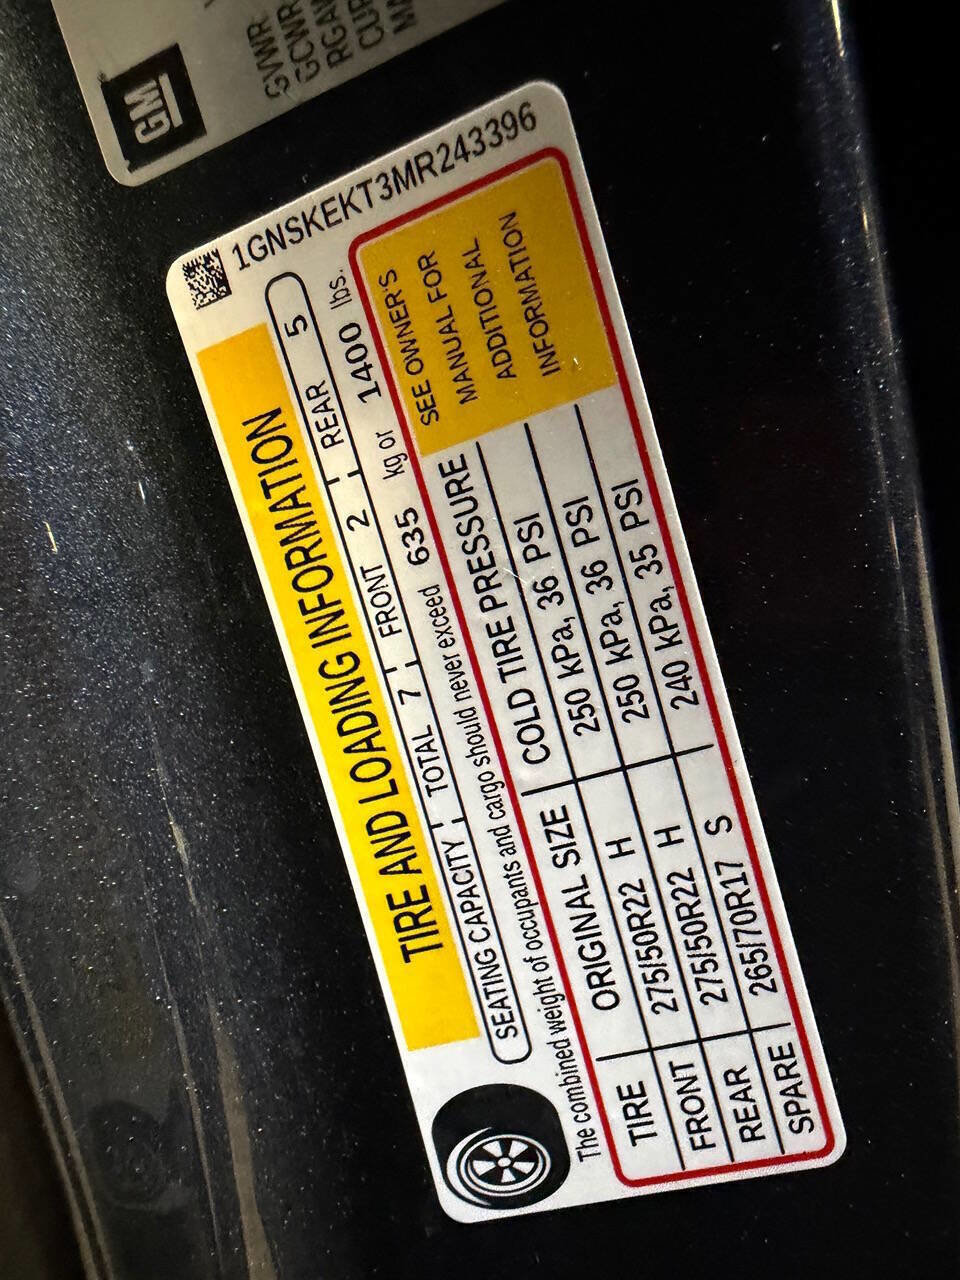 GM
GVWR
GCWR
1GNSKEKT3MR243396
TIRE AND LOADING INFORMATION
SEATING CAPACITY TOTAL 7 FRONT 2 REAR 5
The combined weight of occupants and cargo should never exceed 635 kg or 1400 lbs.
TIRE ORIGINAL SIZE COLD TIRE PRESSURE
FRONT 275/50R22 H 250 kPa, 36 PSI
REAR 275/50R22 H 250 kPa, 36 PSI
SPARE 265/70R17 S 240 kPa, 35 PSI
SEE OWNER'S
MANUAL FOR
ADDITIONAL
INFORMATION